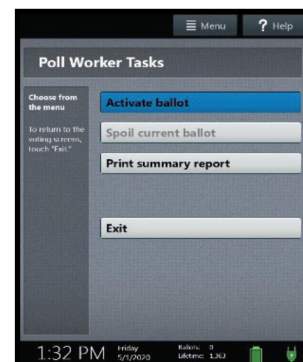 Menu
? Help
Poll Worker Tasks
Choose from
the menu
To return to the
voting screens,
touch "Exit."
Activate ballot
Spoil current ballot
Print summary report
Exit
1:32 PM
Friday
5/1/2020
Ballots: 0
Lifetime: 1,363